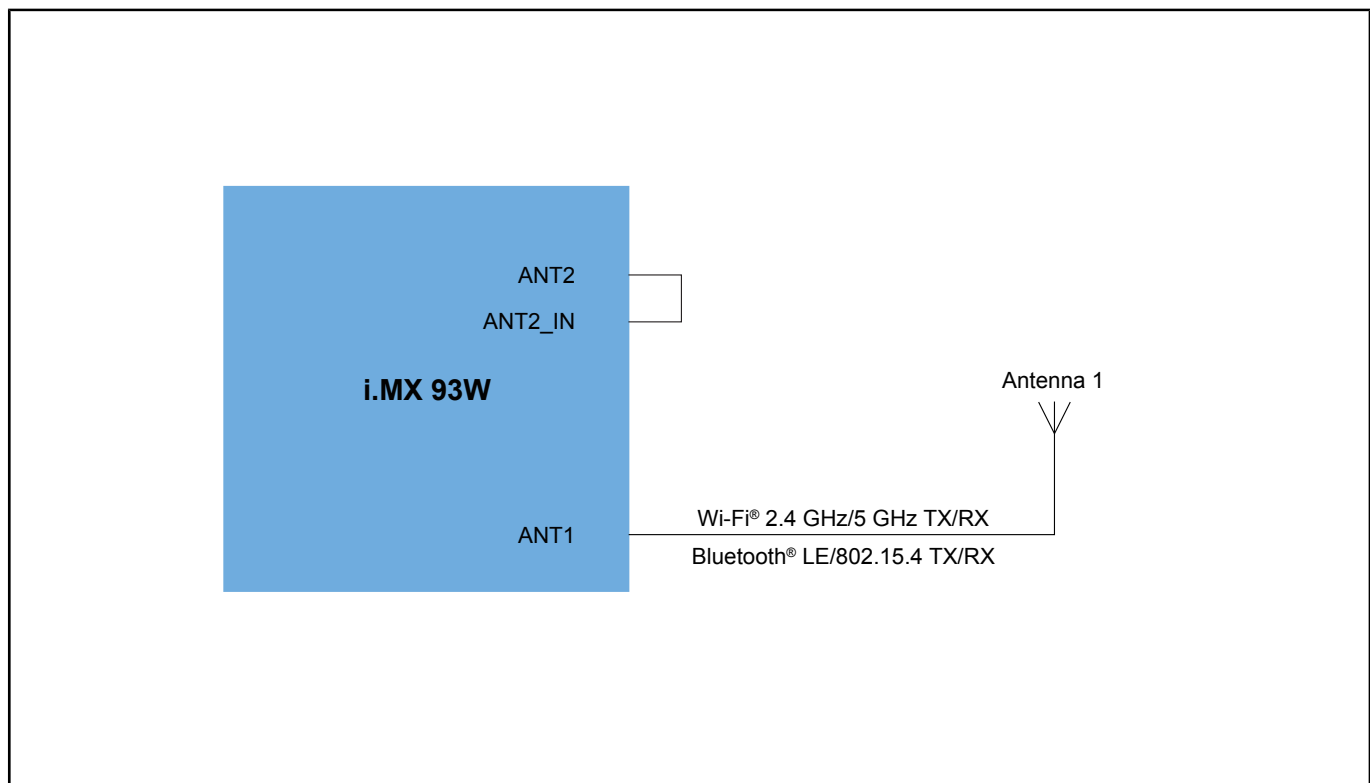 ANT2
ANT2_IN
i.MX 93W
Antenna 1
Wi-Fi® 2.4 GHz/5 GHz TX/RX
ANT1
Bluetooth® LE/802.15.4 TX/RX